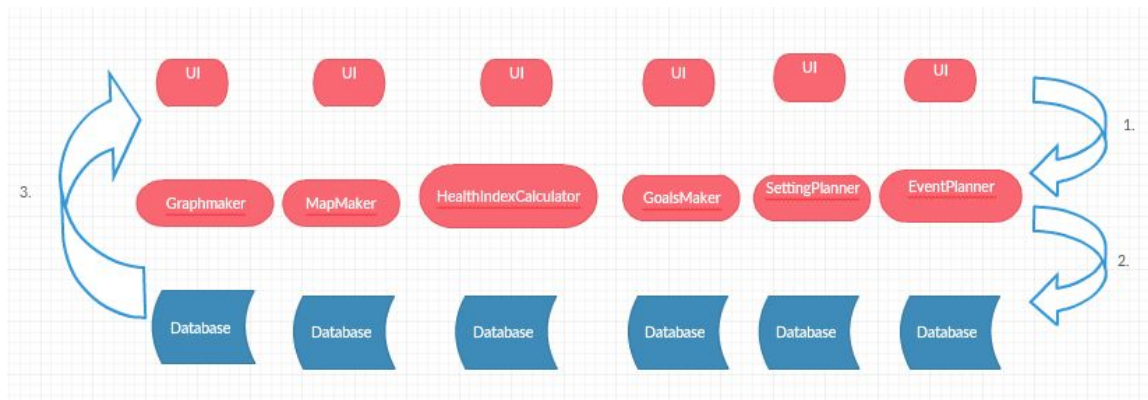 UI
UI
UI
UI
UI
UI
1.
3.
Graphmaker
MapMaker
HealthIndexCalculator
GoalsMaker
SettingPlanner
EventPlanner
2.
Database
Database
Database
Database
Database
Database